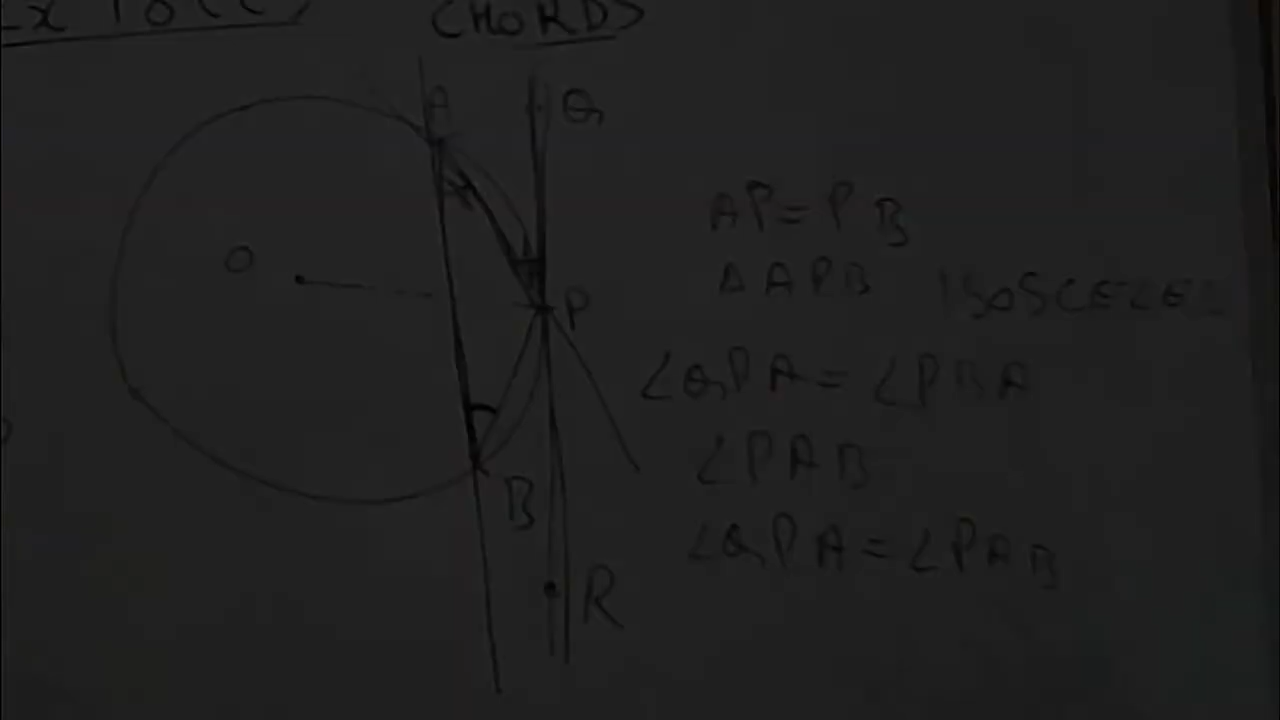 CHORDS
A
Q
O
P
B
R
AP = PB
Δ APB ISOSCELES
∠QPA = ∠PBA
∠PAB
∠QPA = ∠PAB